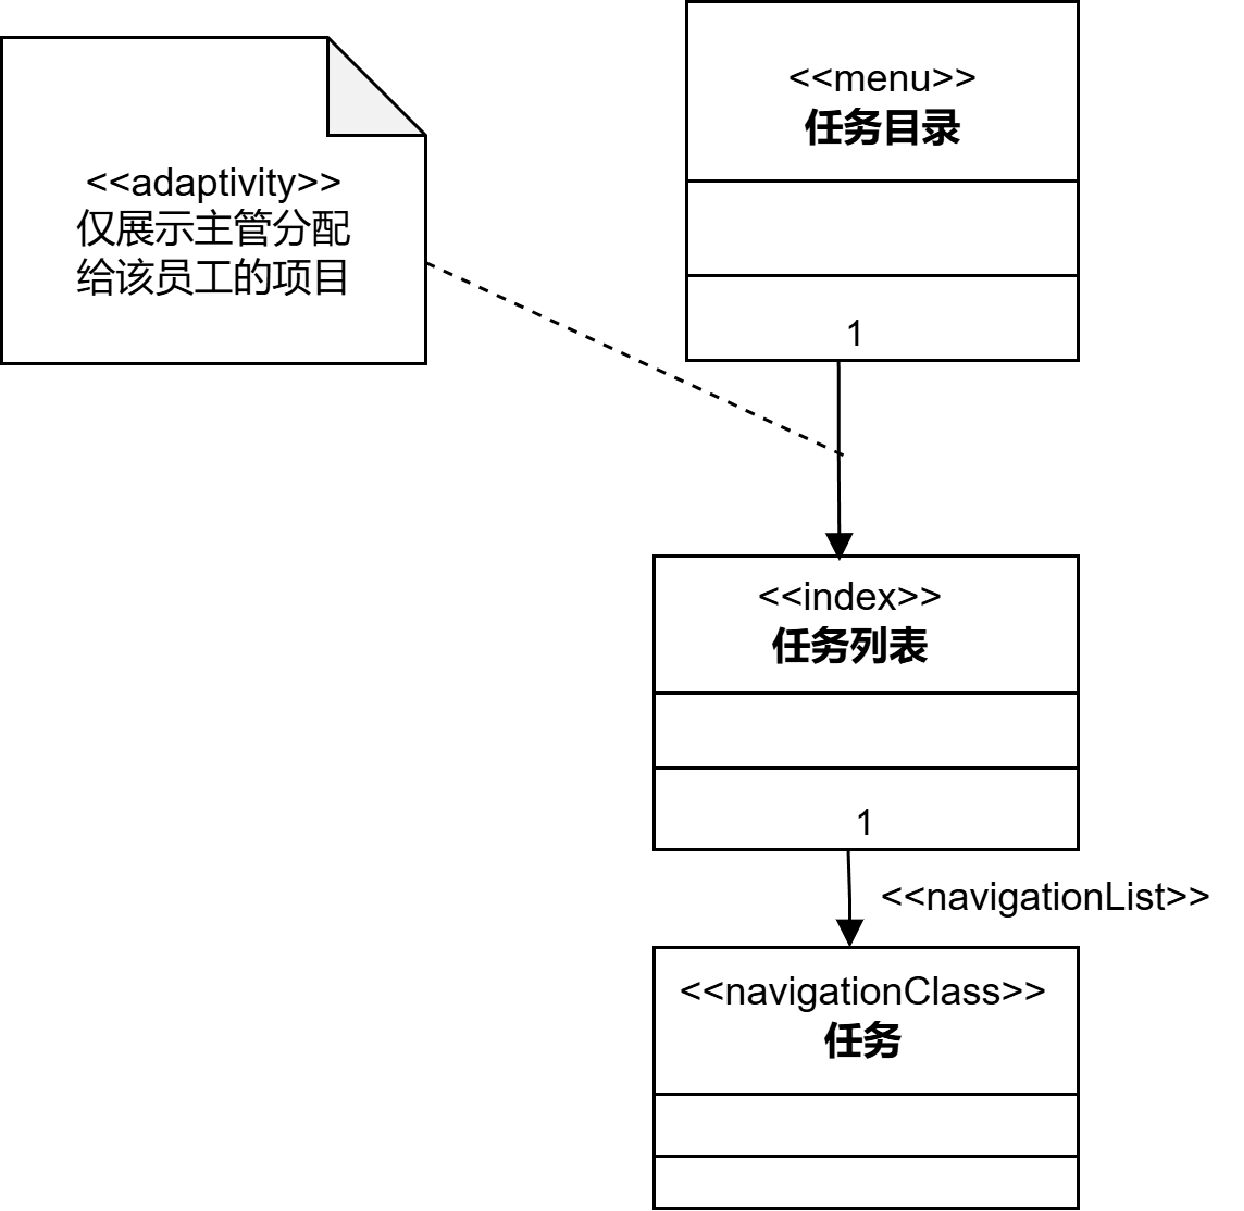 <<menu>>
任务目录
<<adaptivity>>
仅展示主管分配
给该员工的项目
1
<<index>>
任务列表
1
<<navigationList>>
<<navigationClass>>
任务